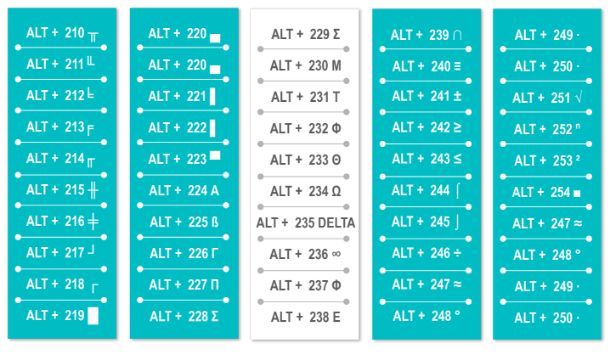 ALT + 210 ╥
ALT + 211 ╙
ALT + 212 ╘
ALT + 213 ╒
ALT + 214 ╓
ALT + 215 ╫
ALT + 216 ╪
ALT + 217 ┘
ALT + 218 ┌
ALT + 219 █
ALT + 220 ▄
ALT + 220 ▄
ALT + 221 ▌
ALT + 222 ▌
ALT + 223 ▀
ALT + 224 Α
ALT + 225 ß
ALT + 226 Γ
ALT + 227 Π
ALT + 228 Σ
ALT + 229 Σ
ALT + 230 Μ
ALT + 231 Τ
ALT + 232 Φ
ALT + 233 Θ
ALT + 234 Ω
ALT + 235 DELTA
ALT + 236 ∞
ALT + 237 Φ
ALT + 238 Ε
ALT + 239 ∩
ALT + 240 ≡
ALT + 241 ±
ALT + 242 ≥
ALT + 243 ≤
ALT + 244 ⌠
ALT + 245 ⌡
ALT + 246 ÷
ALT + 247 ≈
ALT + 248 °
ALT + 249 ·
ALT + 250 ·
ALT + 251 √
ALT + 252 ⁿ
ALT + 253 ²
ALT + 254 ■
ALT + 247 ≈
ALT + 248 °
ALT + 249 ·
ALT + 250 ·